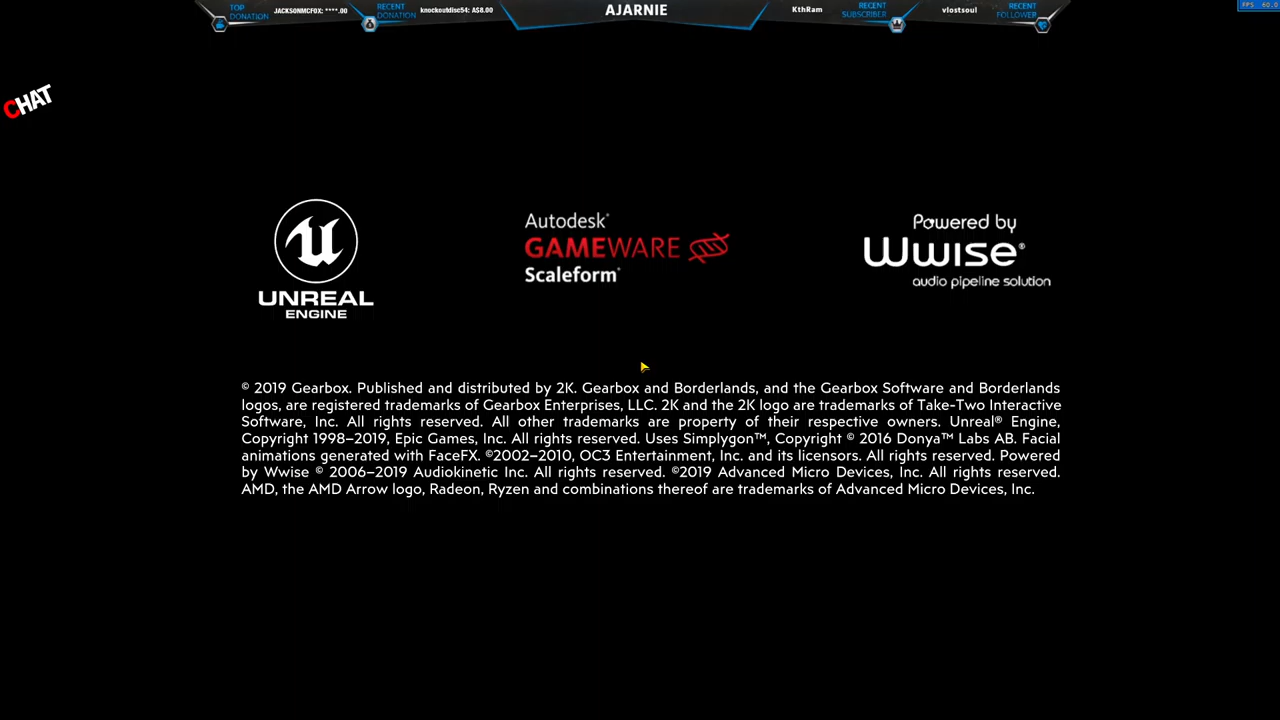 TOP
DONATION
JACKSONMCFOX: ****.00
RECENT
DONATION
knockoutdisc54: A$8.00
AJARNIE
KthRam
RECENT
SUBSCRIBER
vlostsoul
RECENT
FOLLOWER
FPS 60.0
CHAT
UNREAL
ENGINE
Autodesk®
GAMEWARE
Scaleform®
Powered by
Wwise®
audio pipeline solution
© 2019 Gearbox. Published and distributed by 2K. Gearbox and Borderlands, and the Gearbox Software and Borderlands
logos, are registered trademarks of Gearbox Enterprises, LLC. 2K and the 2K logo are trademarks of Take-Two Interactive
Software, Inc. All rights reserved. All other trademarks are property of their respective owners. Unreal® Engine,
Copyright 1998–2019, Epic Games, Inc. All rights reserved. Uses Simplygon™, Copyright © 2016 Donya™ Labs AB. Facial
animations generated with FaceFX. ©2002–2010, OC3 Entertainment, Inc. and its licensors. All rights reserved. Powered
by Wwise © 2006–2019 Audiokinetic Inc. All rights reserved. ©2019 Advanced Micro Devices, Inc. All rights reserved.
AMD, the AMD Arrow logo, Radeon, Ryzen and combinations thereof are trademarks of Advanced Micro Devices, Inc.